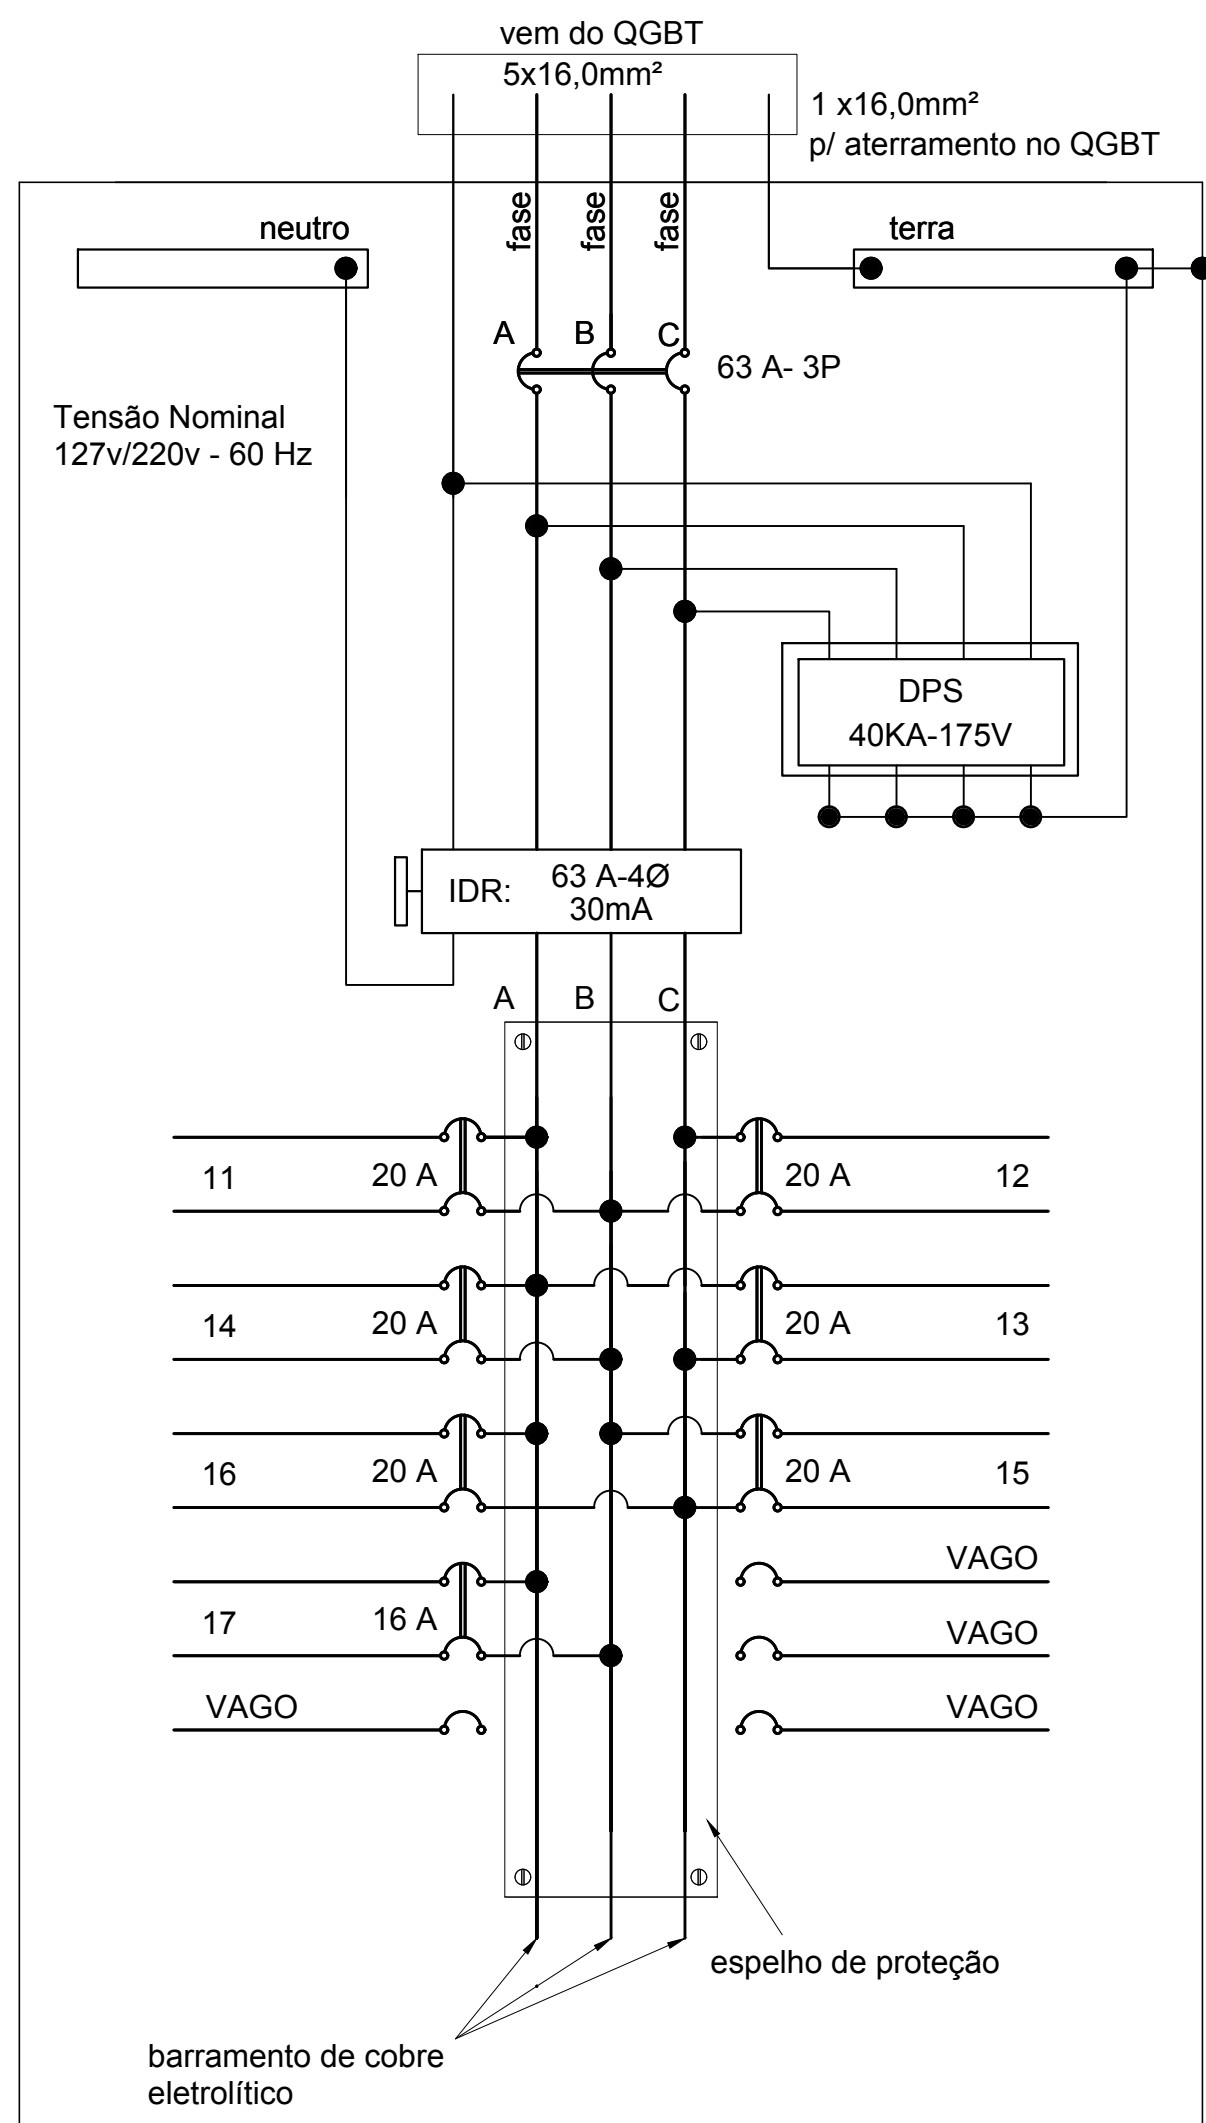 vem do QGBT
5x16,0mm²
1 x16,0mm²
p/ aterramento no QGBT
fase
fase
fase
neutro
terra
A
B
C
63 A- 3P
Tensão Nominal
127v/220v - 60 Hz
DPS
40KA-175V
IDR:
63 A-4Ø
30mA
A
B
C
11
20 A
20 A
12
14
20 A
20 A
13
16
20 A
20 A
15
VAGO
17
16 A
VAGO
VAGO
VAGO
espelho de proteção
barramento de cobre
eletrolítico